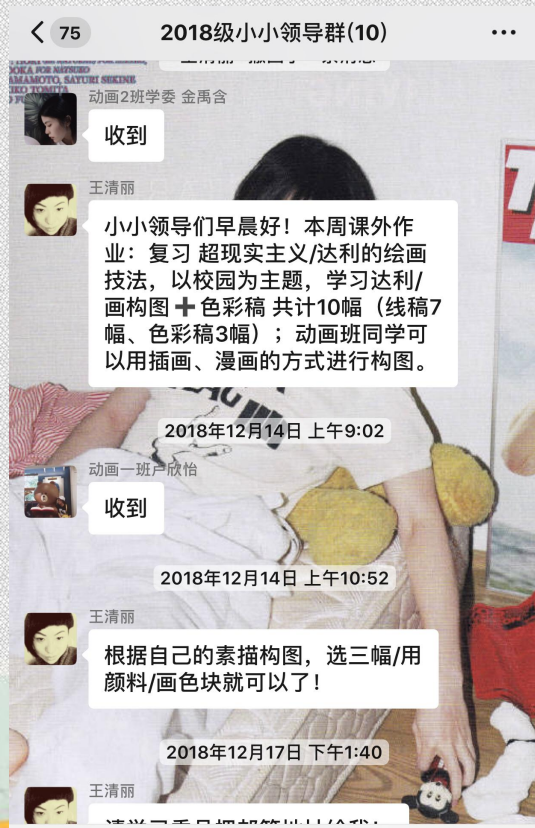 75
2018级小小领导群(10)
OOKA FOR NATSUKO
AMAMOTO, SAYURI SEKINE
IKO TOMITA
动画2班学委 金禹含
收到
王清丽
小小领导们早晨好！本周课外作
业：复习 超现实主义/达利的绘画
技法，以校园为主题，学习达利/
画构图➕色彩稿 共计10幅（线稿7
幅、色彩稿3幅）；动画班同学可
以用插画、漫画的方式进行构图。
2018年12月14日 上午9:02
动画一班卢欣怡
收到
2018年12月14日 上午10:52
王清丽
根据自己的素描构图，选三幅/用
颜料/画色块就可以了！
2018年12月17日 下午1:40
王清丽